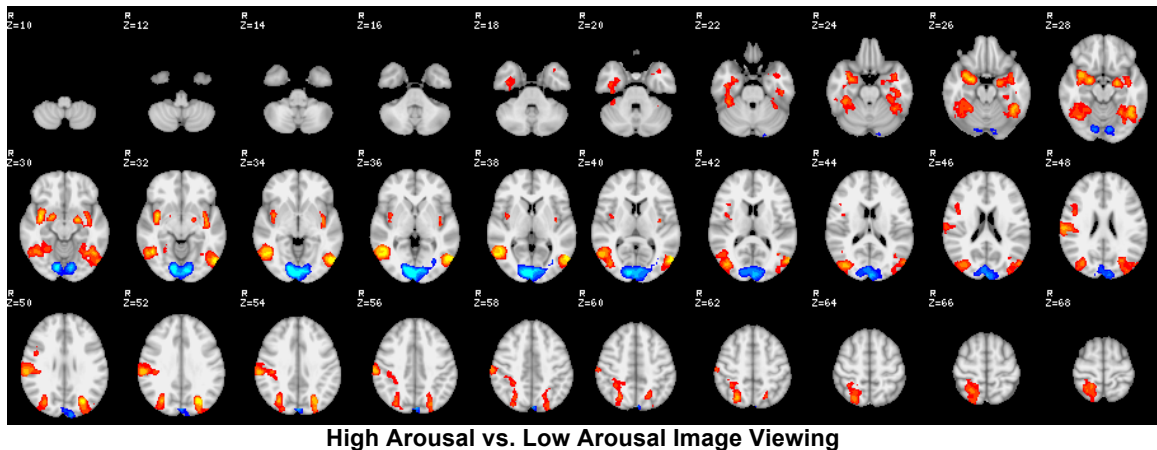 R R R R R R R R R R
Z=10 Z=12 Z=14 Z=16 Z=18 Z=20 Z=22 Z=24 Z=26 Z=28
R R R R R R R R R R
Z=30 Z=32 Z=34 Z=36 Z=38 Z=40 Z=42 Z=44 Z=46 Z=48
R R R R R R R R R R
Z=50 Z=52 Z=54 Z=56 Z=58 Z=60 Z=62 Z=64 Z=66 Z=68
High Arousal vs. Low Arousal Image Viewing